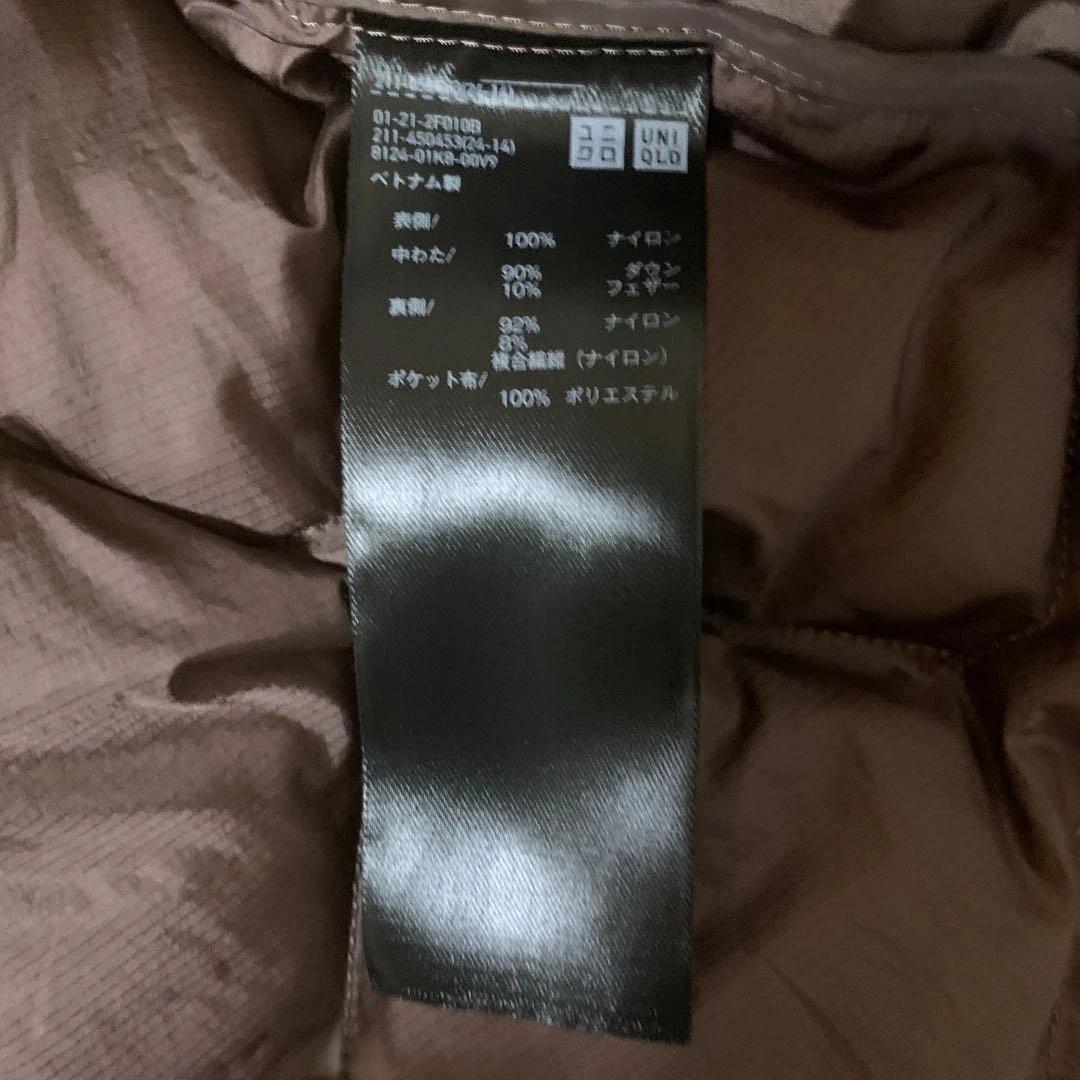 01-21-2F010B
211-450453(24-14)
8124-01K8-00V9
ユニ
クロ
UNI
QLO
ベトナム製
表側/
100% ナイロン
中わた/
90% ダウン
10% フェザー
裏側/
92% ナイロン
8%
複合繊維 (ナイロン)
ポケット布/
100% ポリエステル